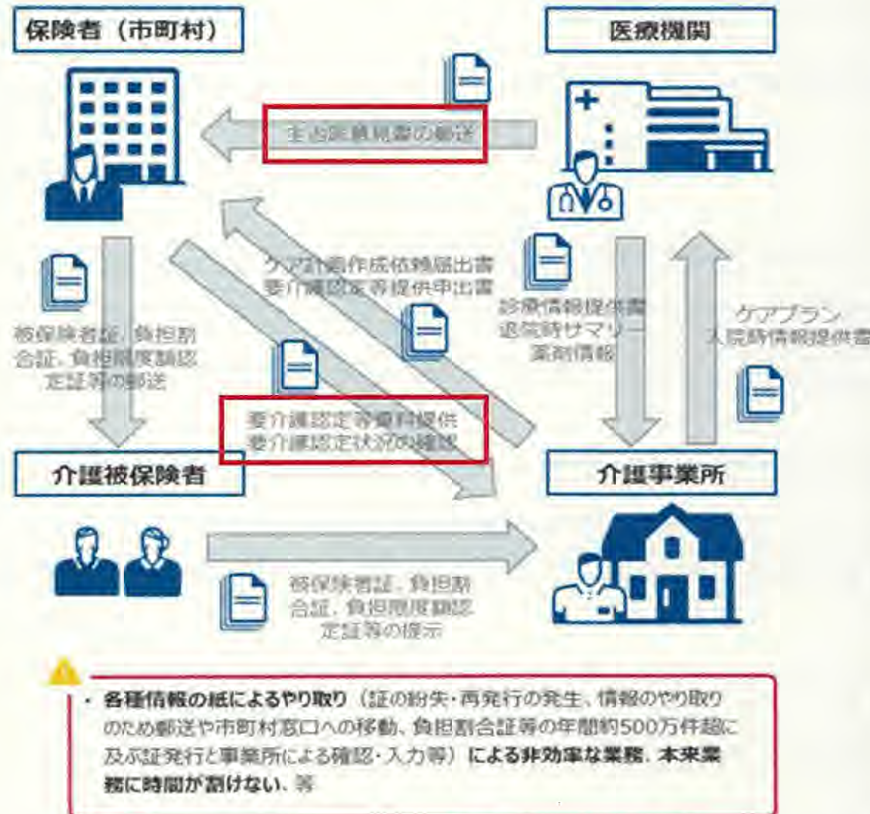 保険者（市町村）
医療機関
主治医意見書の郵送
ケア計画作成依頼届出書
要介護認定等提供申出書
被保険者証、負担割
合証、負担限度額認
定証等の郵送
診療情報提供書
退院時サマリー
薬剤情報
ケアプラン
入院時情報提供書
要介護認定等資料提供
要介護認定状況の確認
介護被保険者
介護事業所
被保険者証、負担割
合証、負担限度額認
定証等の提示
・各種情報の紙によるやり取り（証の紛失・再発行の発生、情報のやり取り
のため郵送や市町村窓口への移動、負担割合証等の年間約500万件超に
及ぶ証発行と事業所による確認・入力等）による非効率な業務、本来業
務に時間が割けない、等